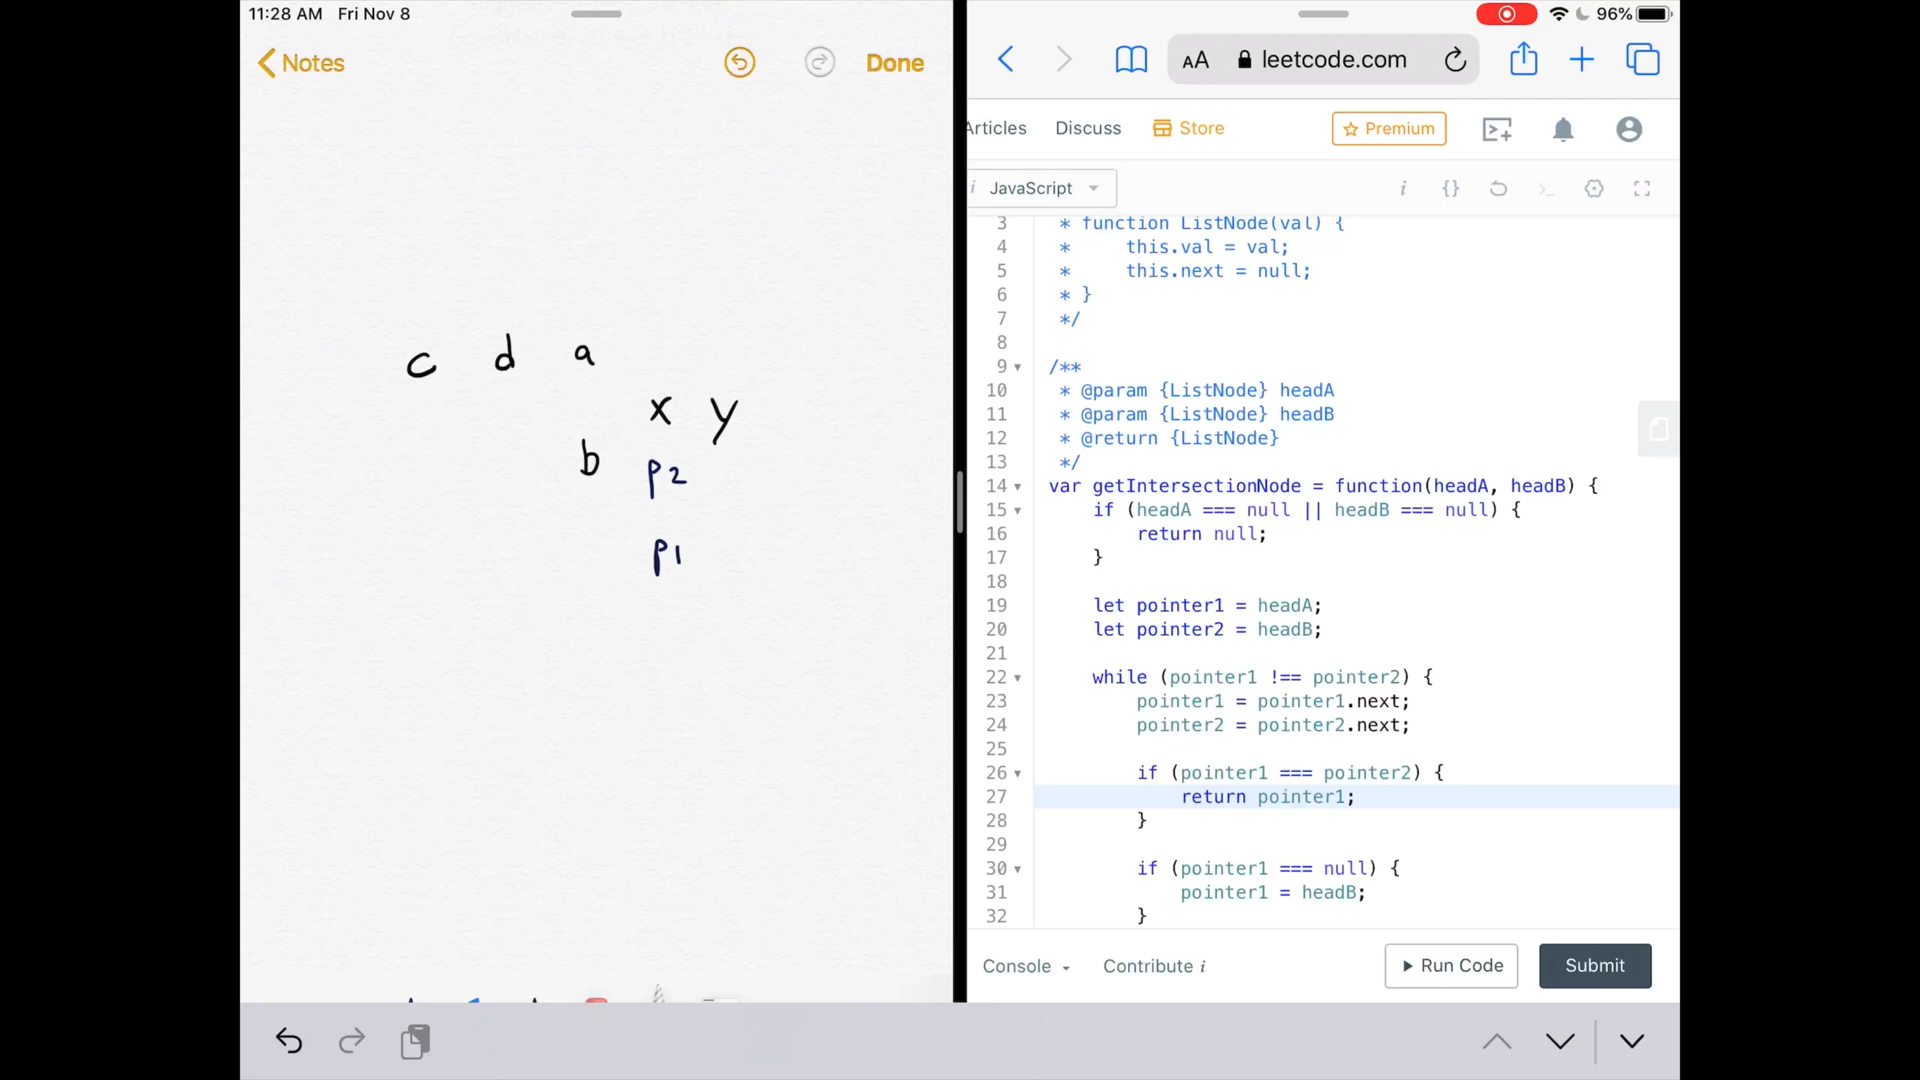 11:28 AM Fri Nov 8
Notes
Done
c d a
x y
b
p2
p1
96%
AA leetcode.com
Articles Discuss Store Premium
i JavaScript i {}
3 * function ListNode(val) {
4 * this.val = val;
5 * this.next = null;
6 * }
7 */
8
9 /**
10 * @param {ListNode} headA
11 * @param {ListNode} headB
12 * @return {ListNode}
13 */
14 var getIntersectionNode = function(headA, headB) {
15 if (headA === null || headB === null) {
16 return null;
17 }
18
19 let pointer1 = headA;
20 let pointer2 = headB;
21
22 while (pointer1 !== pointer2) {
23 pointer1 = pointer1.next;
24 pointer2 = pointer2.next;
25
26 if (pointer1 === pointer2) {
27 return pointer1;
28 }
29
30 if (pointer1 === null) {
31 pointer1 = headB;
32 }
Console Contribute i Run Code Submit